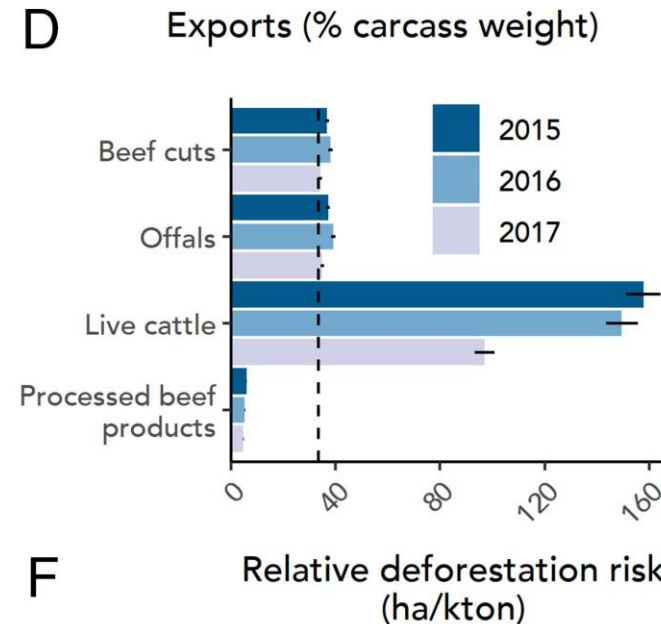 D
Exports (% carcass weight)
2015
2016
2017
Beef cuts
Offals
Live cattle
Processed beef
products
0
40
80
120
160
F
Relative deforestation risk
(ha/kton)